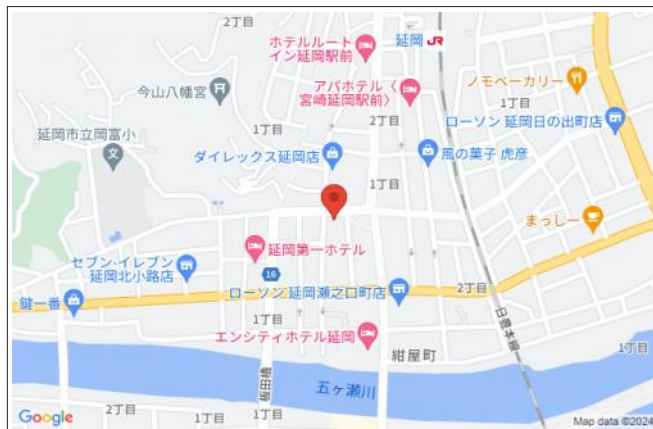 2丁目
ホテルルート
イン延岡駅前
延岡
JR
今山八幡宮
アパホテル〈
宮崎延岡駅前〉
ノモベーカリー
1丁目
ローソン 延岡日の出町店
延岡市立岡富小
文
1丁目
2丁目
ダイレックス延岡店
風の菓子 虎彦
1丁目
まっしー
延岡第一ホテル
セブン-イレブン
延岡北小路店
16
ローソン 延岡瀬之口町店
2丁目
鍵一番
1丁目
エンシティホテル延岡
日豊本線
1丁目
紺屋町
1丁目
板田橋
五ヶ瀬川
2丁目
1丁目
Google
Map data ©2024